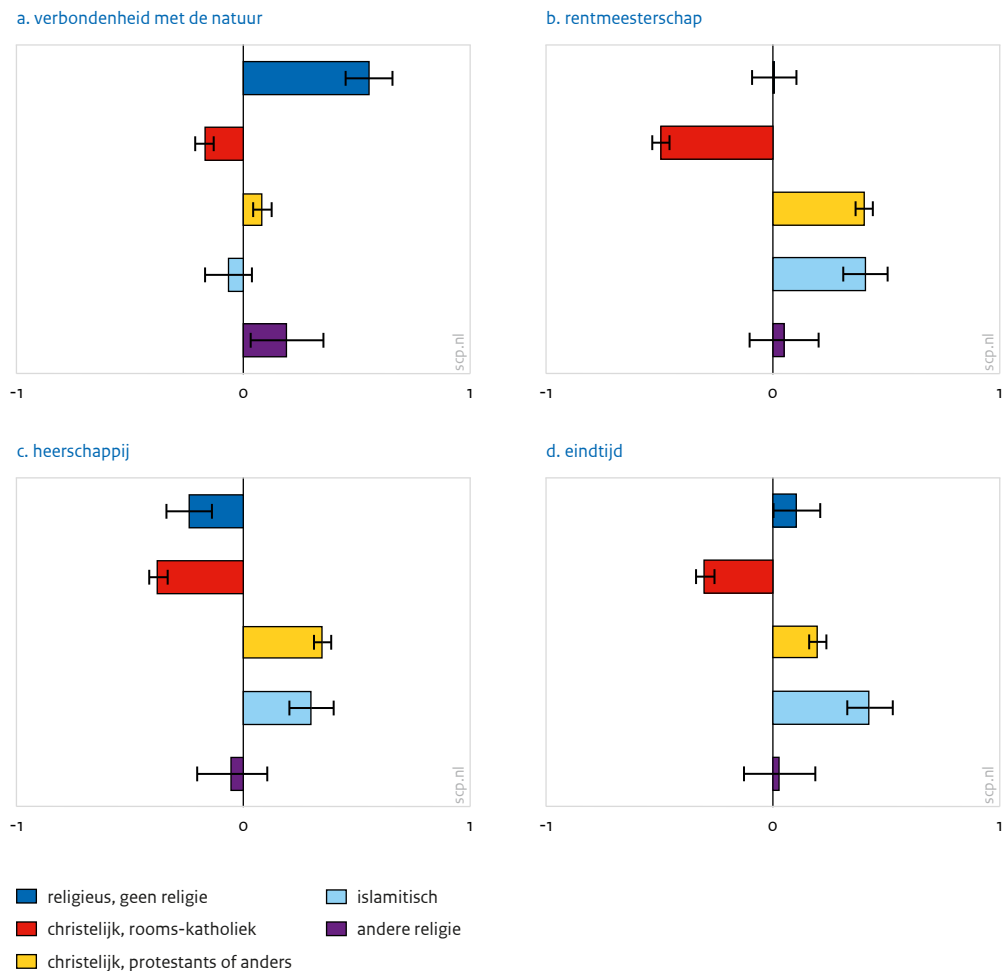 a. verbondenheid met de natuur
scp.nl
-1 0 1
b. rentmeesterschap
scp.nl
-1 0 1
c. heerschappij
scp.nl
-1 0 1
d. eindtijd
scp.nl
-1 0 1
religieus, geen religie
christelijk, rooms-katholiek
christelijk, protestants of anders
islamitisch
andere religie